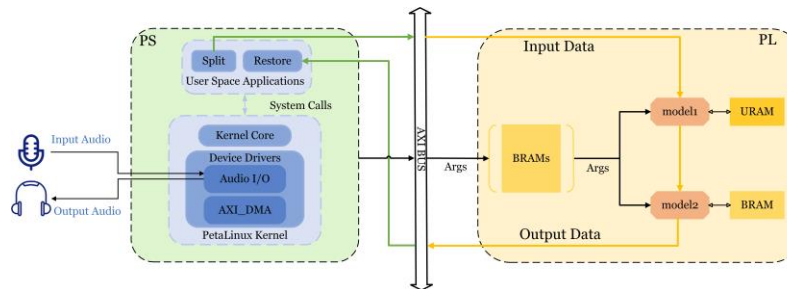 PS
Split
Restore
User Space Applications
System Calls
Kernel Core
Device Drivers
Audio I/O
AXI_DMA
PetaLinux Kernel
Input Audio
Output Audio
AXI BUS
PL
Input Data
Args
BRAMs
Args
model1
URAM
model2
BRAM
Output Data